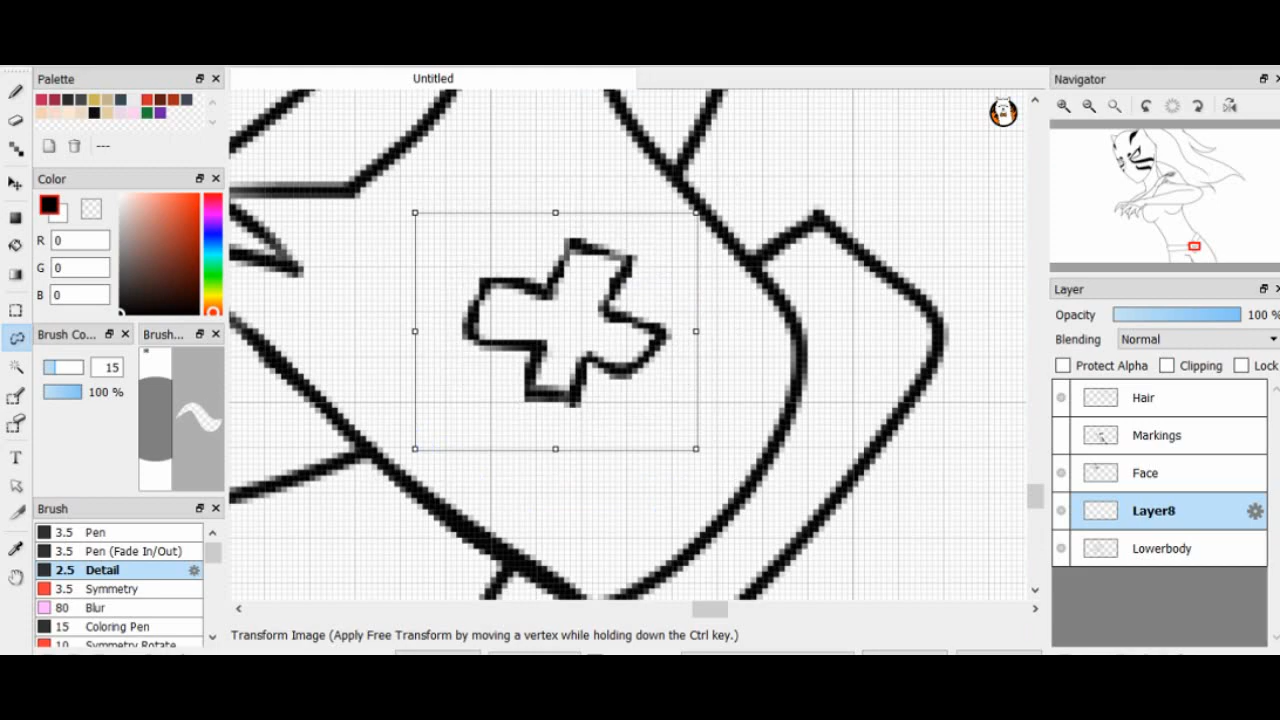 Palette
Untitled
Navigator
---
Color
R 0
G 0
B 0
Brush Co...
Brush...
15
100 %
Brush
3.5 Pen
3.5 Pen (Fade In/Out)
2.5 Detail
3.5 Symmetry
80 Blur
15 Coloring Pen
10 Symmetry Rotate
T
Layer
Opacity 100 %
Blending Normal
Protect Alpha Clipping Lock
Hair
Markings
Face
Layer8
Lowerbody
Transform Image (Apply Free Transform by moving a vertex while holding down the Ctrl key.)